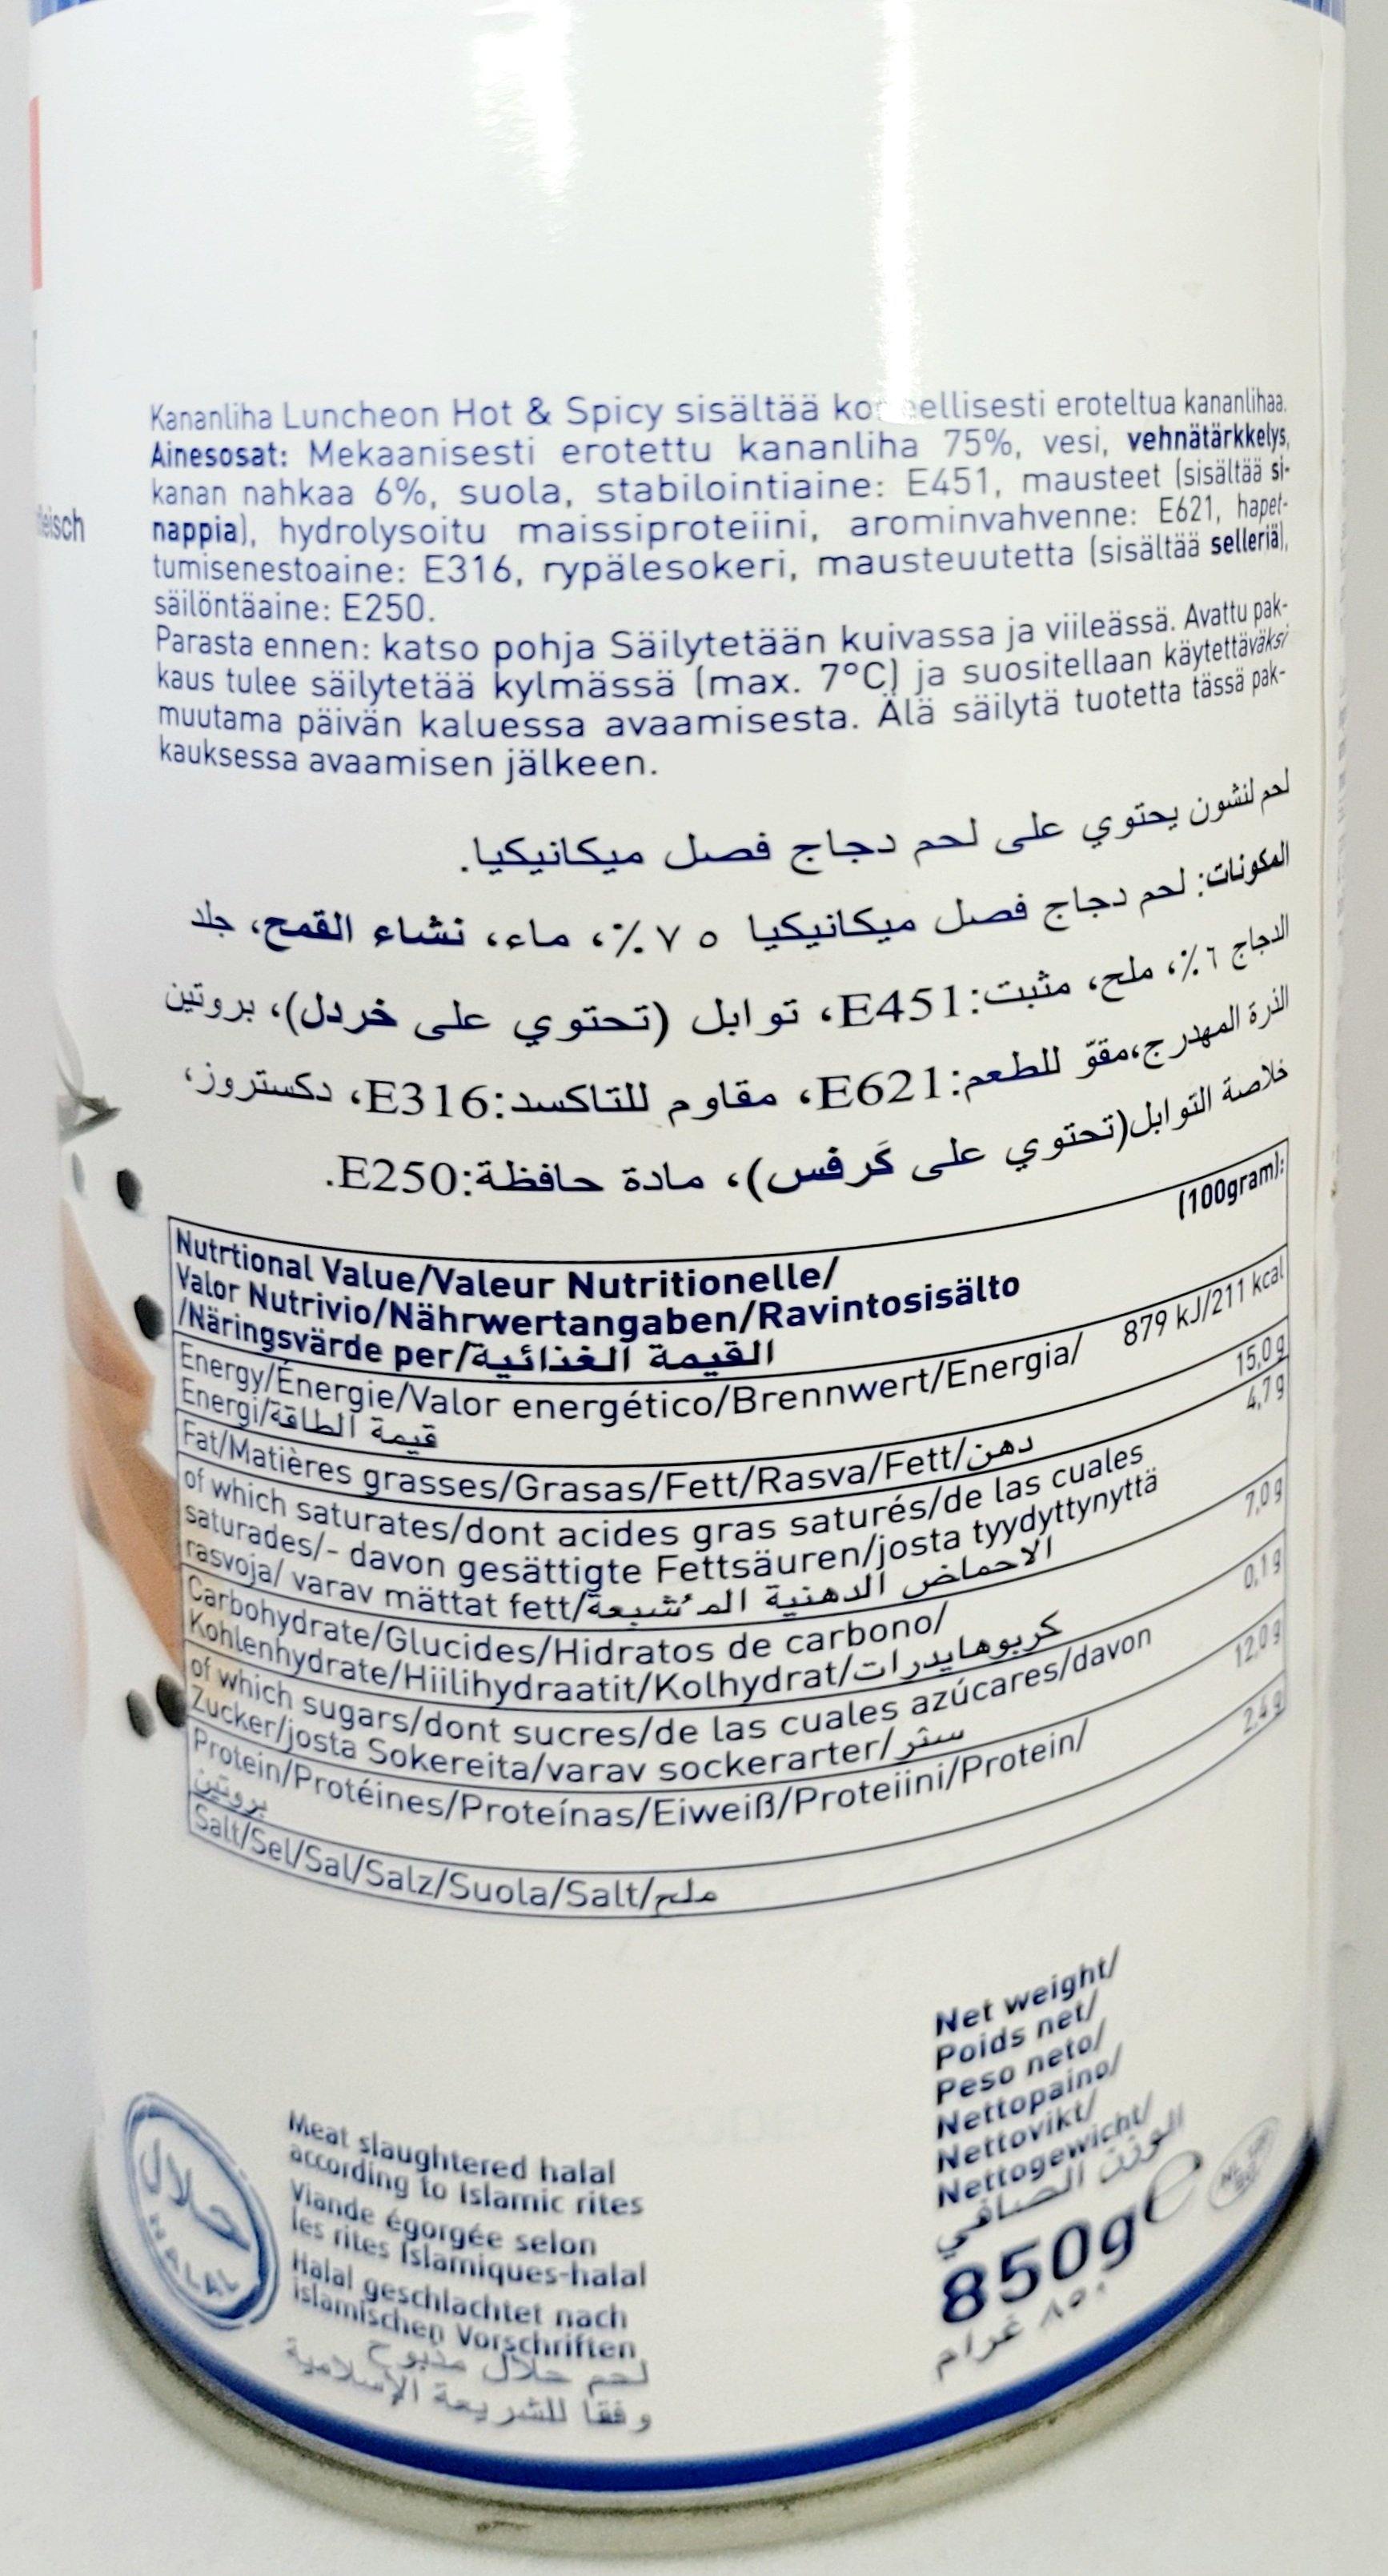 fleisch
Kananliha Luncheon Hot & Spicy sisältää eroteltua kananlihaa.
Ainesosat: Mekaanisesti erotettu kananliha 75%, vesi, vehnätärkkelys,
kanan nahkaa 6%, suola, stabilointiaine: E451, mausteet (sisältää si-
nappia), hydrolysoitu maissiproteiini, arominvahvenne: E621, hapet-
tumisenestoaine: E316, rypälesokeri, mausteuutetta (sisältää selleriä),
säilöntäaine: E250.
Parasta ennen: katso pohja Säilytetään kuivassa ja viileässä. Avattu pak-
kaus tulee säilytetää kylmässä (max. 7°C) ja suositellaan käytettäväksi
muutama päivän kaluessa avaamisesta. Älä säilytä tuotetta tässä pak-
kauksessa avaamisen jälkeen.
لحم لنشون يحتوي على لحم دجاج فصل ميكانيكيا.
المكونات: لحم دجاج فصل ميكانيكيا ٧٥٪، ماء، نشاء القمح، جلد
الدجاج ٦٪، ملح، مثبت:E451، توابل (تحتوي على خردل)، بروتين
الذرة المهدرج،مقوّ للطعم:E621، مقاوم للتاكسد:E316، دكستروز،
خلاصة التوابل(تحتوي على كَرفس)، مادة حافظة:E250.
Nutrtional Value/Valeur Nutritionelle/ (100gram):
Valor Nutrivio/Nährwertangaben/Ravintosisälto
/Näringsvärde per/القيمة الغذائية
Energy/Énergie/Valor energético/Brennwert/Energia/ 879 kJ/211 kcal
Energi/قيمة الطاقة
Fat/Matières grasses/Grasas/Fett/Rasva/Fett/دهن 15,0 g
of which saturates/dont acides gras saturés/de las cuales 4,7 g
saturades/- davon gesättigte Fettsäuren/josta tyydyttynyttä
rasvoja/ varav mättat fett/الاحماض الدهنية المُشبعة
Carbohydrate/Glucides/Hidratos de carbono/ 7,0 g
Kohlenhydrate/Hiilihydraatit/Kolhydrat/كربوهايدرات
of which sugars/dont sucres/de las cuales azúcares/davon 0,1 g
Zucker/josta Sokereita/varav sockerarter/سكر
Protein/Protéines/Proteínas/Eiweiß/Proteiini/Protein/ 12,0 g
بروتين
Salt/Sel/Sal/Salz/Suola/Salt/ملح 2,4 g
حلال
HALAL
Meat slaughtered halal
according to Islamic rites
Viande égorgée selon
les rites Islamiques-halal
Halal geschlachtet nach
islamischen Vorschriften
لحم حلال مذبوح
وفقا للشريعة الإسلامية
Net weight/
Poids net/
Peso neto/
Nettopaino/
Nettovikt/
Nettogewicht/
الوزن الصافي
850g℮
٨٥٠ غرام